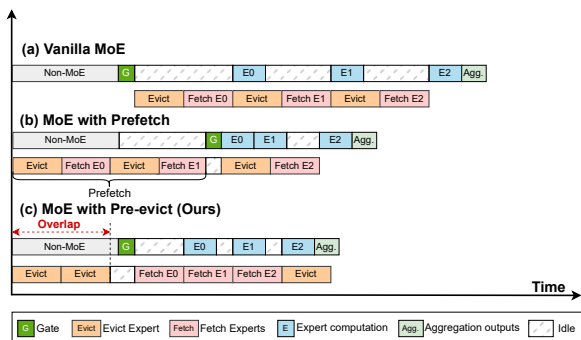 (a) Vanilla MoE
Non-MoE G E0 E1 E2 Agg.
Evict Fetch E0 Evict Fetch E1 Evict Fetch E2
(b) MoE with Prefetch
Non-MoE G E0 E1 E2 Agg.
Evict Fetch E0 Evict Fetch E1 Evict Fetch E2
Prefetch
(c) MoE with Pre-evict (Ours)
Overlap
Non-MoE G E0 E1 E2 Agg.
Evict Evict Fetch E0 Fetch E1 Fetch E2 Evict
Time
G Gate Evict Evict Expert Fetch Fetch Experts E Expert computation Agg. Aggregation outputs Idle